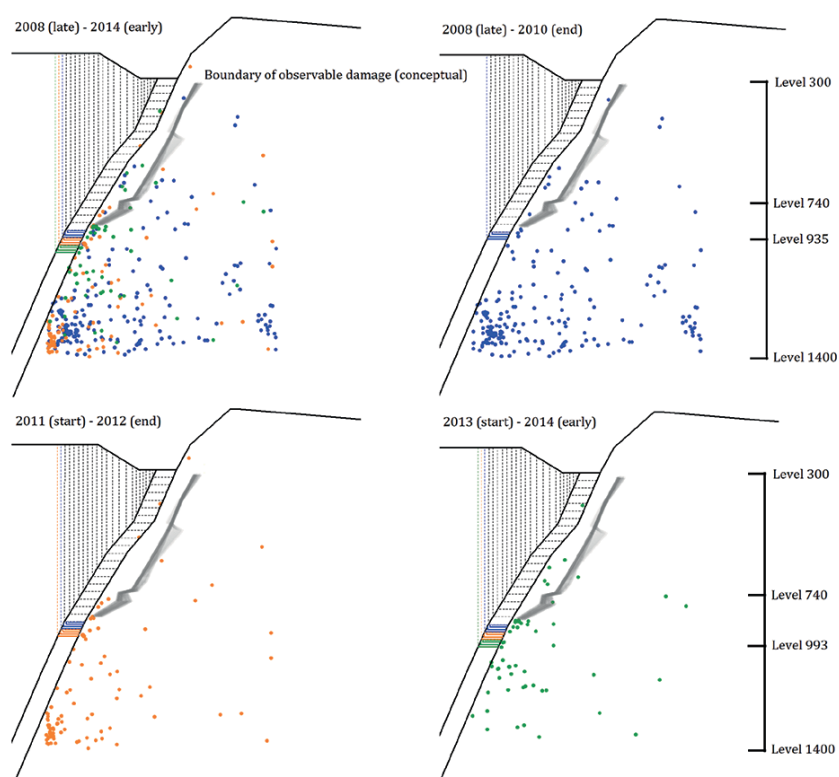 2008 (late) - 2014 (early)
2008 (late) - 2010 (end)
Boundary of observable damage (conceptual)
Level 300
Level 740
Level 935
Level 1400
2011 (start) - 2012 (end)
2013 (start) - 2014 (early)
Level 300
Level 740
Level 993
Level 1400